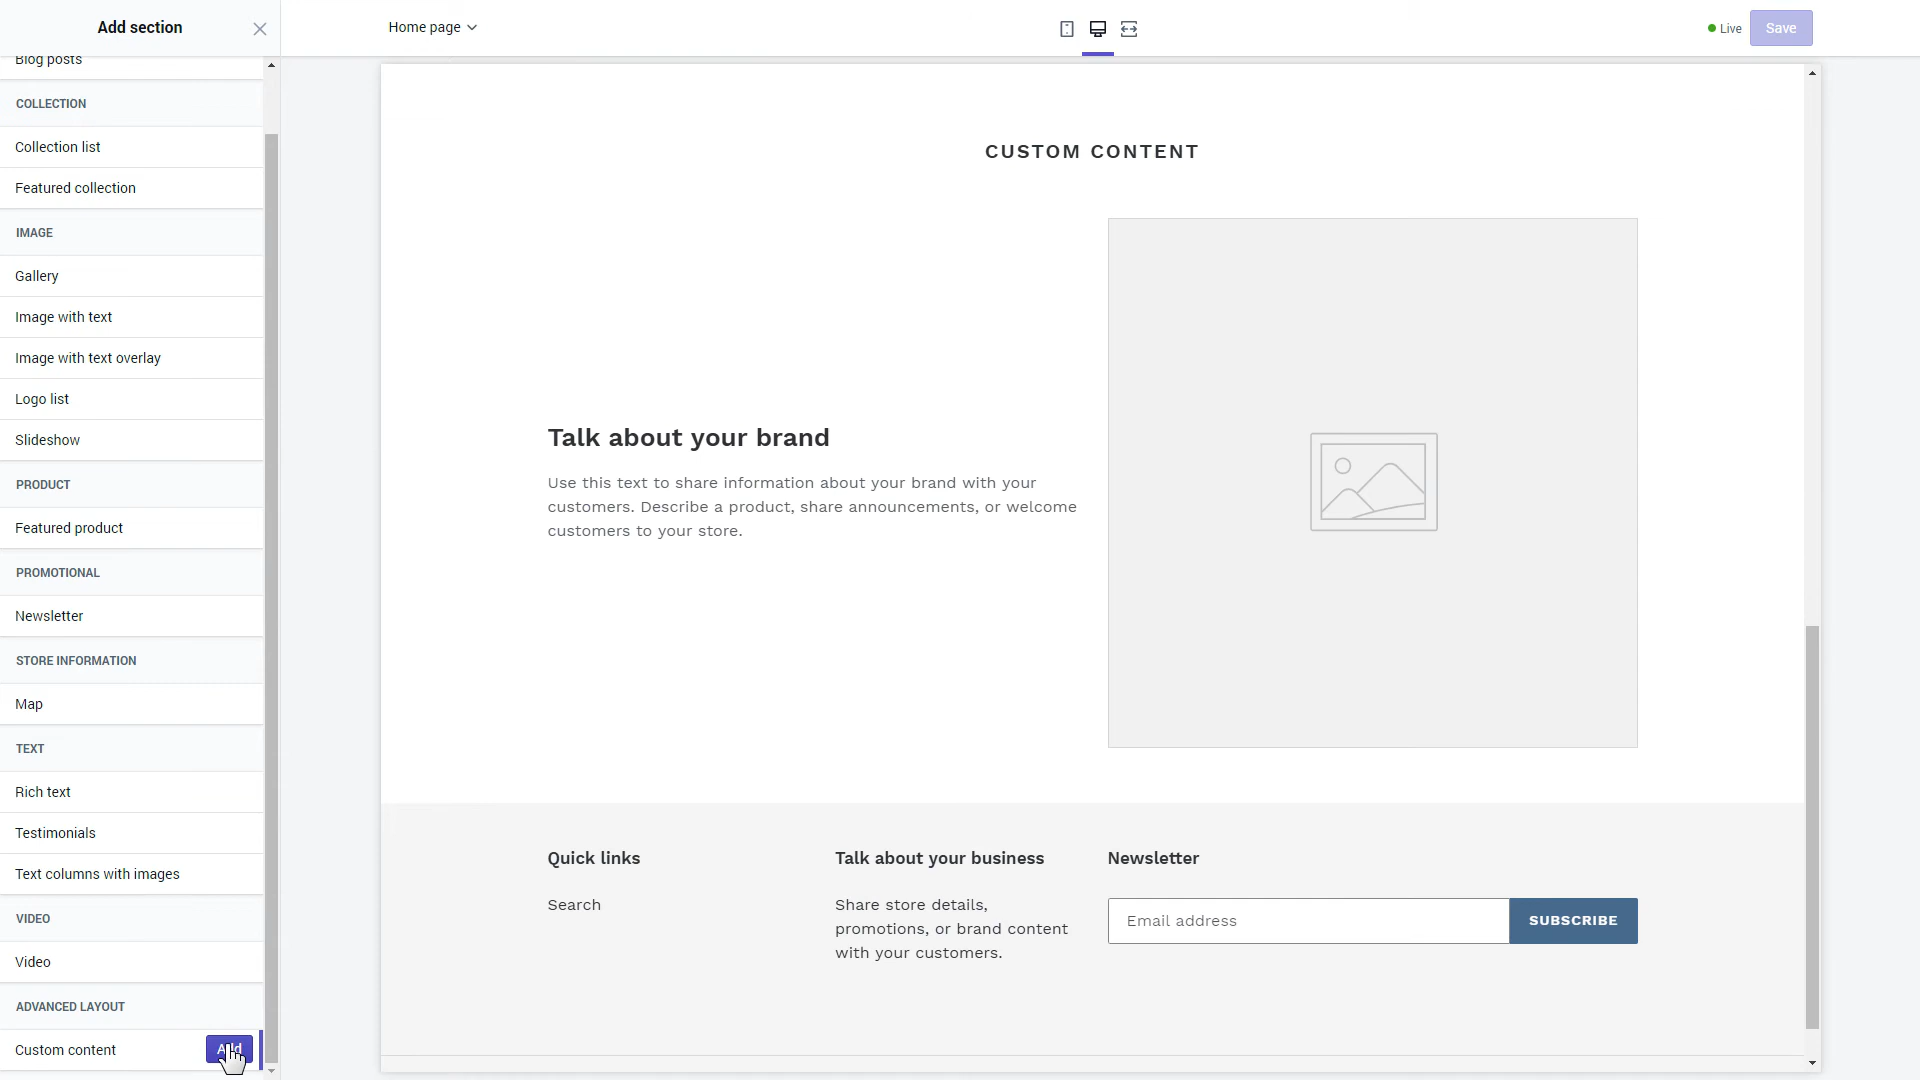 Add section
Home page
Live
Save
Blog posts
COLLECTION
Collection list
Featured collection
IMAGE
Gallery
Image with text
Image with text overlay
Logo list
Slideshow
PRODUCT
Featured product
PROMOTIONAL
Newsletter
STORE INFORMATION
Map
TEXT
Rich text
Testimonials
Text columns with images
VIDEO
Video
ADVANCED LAYOUT
Custom content
Add
CUSTOM CONTENT
Talk about your brand
Use this text to share information about your brand with your
customers. Describe a product, share announcements, or welcome
customers to your store.
Quick links
Search
Talk about your business
Share store details,
promotions, or brand content
with your customers.
Newsletter
Email address
SUBSCRIBE